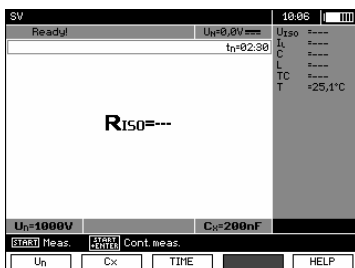 SV 10:06
Ready! UN=0,0V
tn=02:30
UISO =---
IL =---
C =---
L =---
TC =---
T =25,1°C
RISO=---
Un=1000V CX=200nF
START Meas. START +ENTER Cont.meas.
Un Cx TIME HELP